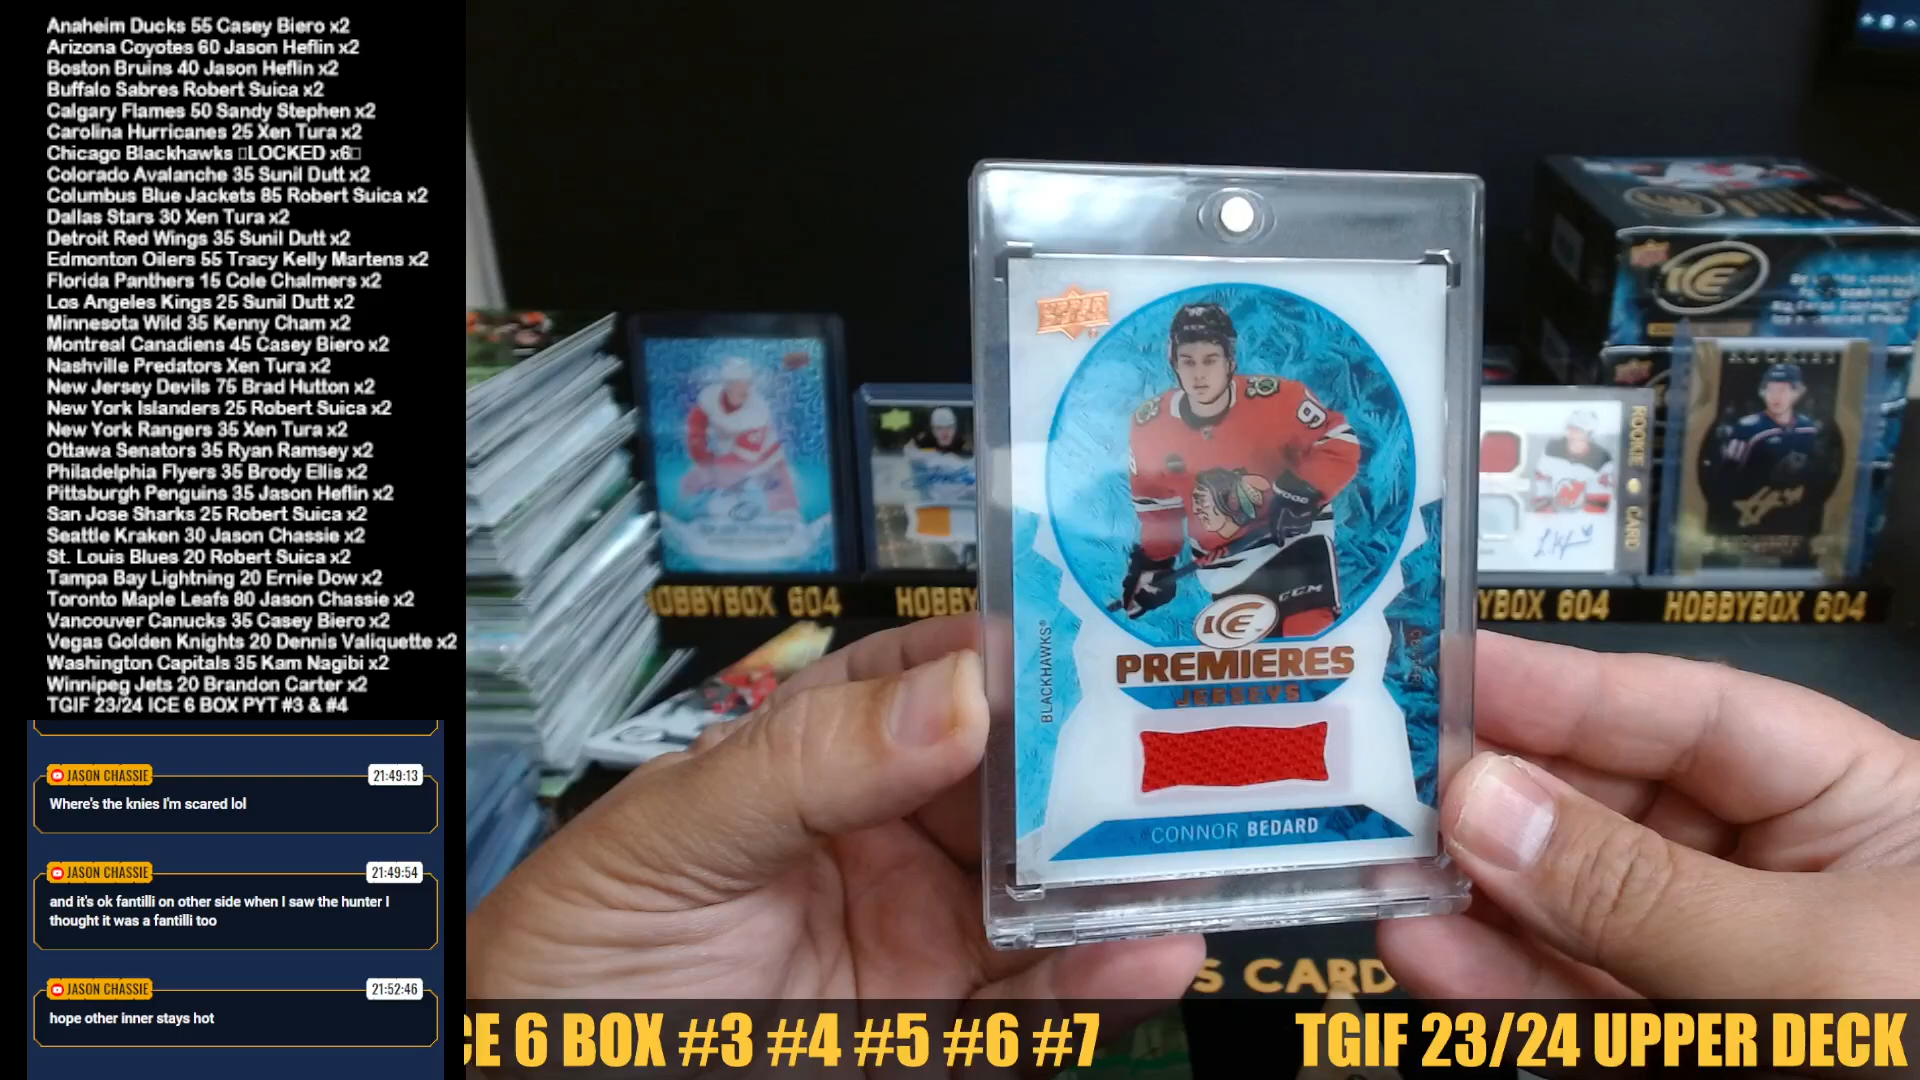 Anaheim Ducks 55 Casey Biero x2
Arizona Coyotes 60 Jason Heflin x2
Boston Bruins 40 Jason Heflin x2
Buffalo Sabres Robert Suica x2
Calgary Flames 50 Sandy Stephen x2
Carolina Hurricanes 25 Xen Tura x2
Chicago Blackhawks LOCKED x6
Colorado Avalanche 35 Sunil Dutt x2
Columbus Blue Jackets 85 Robert Suica x2
Dallas Stars 30 Xen Tura x2
Detroit Red Wings 35 Sunil Dutt x2
Edmonton Oilers 55 Tracy Kelly Martens x2
Florida Panthers 15 Cole Chalmers x2
Los Angeles Kings 25 Sunil Dutt x2
Minnesota Wild 35 Kenny Cham x2
Montreal Canadiens 45 Casey Biero x2
Nashville Predators Xen Tura x2
New Jersey Devils 75 Brad Hutton x2
New York Islanders 25 Robert Suica x2
New York Rangers 35 Xen Tura x2
Ottawa Senators 35 Ryan Ramsey x2
Philadelphia Flyers 35 Brody Ellis x2
Pittsburgh Penguins 35 Jason Heflin x2
San Jose Sharks 25 Robert Suica x2
Seattle Kraken 30 Jason Chassie x2
St. Louis Blues 20 Robert Suica x2
Tampa Bay Lightning 20 Ernie Dow x2
Toronto Maple Leafs 80 Jason Chassie x2
Vancouver Canucks 35 Casey Biero x2
Vegas Golden Knights 20 Dennis Valiquette x2
Washington Capitals 35 Kam Nagibi x2
Winnipeg Jets 20 Brandon Carter x2
TGIF 23/24 ICE 6 BOX PYT #3 & #4
JASON CHASSIE 21:49:13
Where's the knies I'm scared lol
JASON CHASSIE 21:49:54
and it's ok fantilli on other side when I saw the hunter I
thought it was a fantilli too
JASON CHASSIE 21:52:46
hope other inner stays hot
UPPER DECK
CCM
ICE
PREMIERES
JERSEYS
BLACKHAWKS®
CONNOR BEDARD
ICE
ROOKIE
CARD
HOBBYBOX 604
HOBBYB
YBOX 604
HOBBYBOX 604
S CARD
ICE 6 BOX #3 #4 #5 #6 #7
TGIF 23/24 UPPER DECK